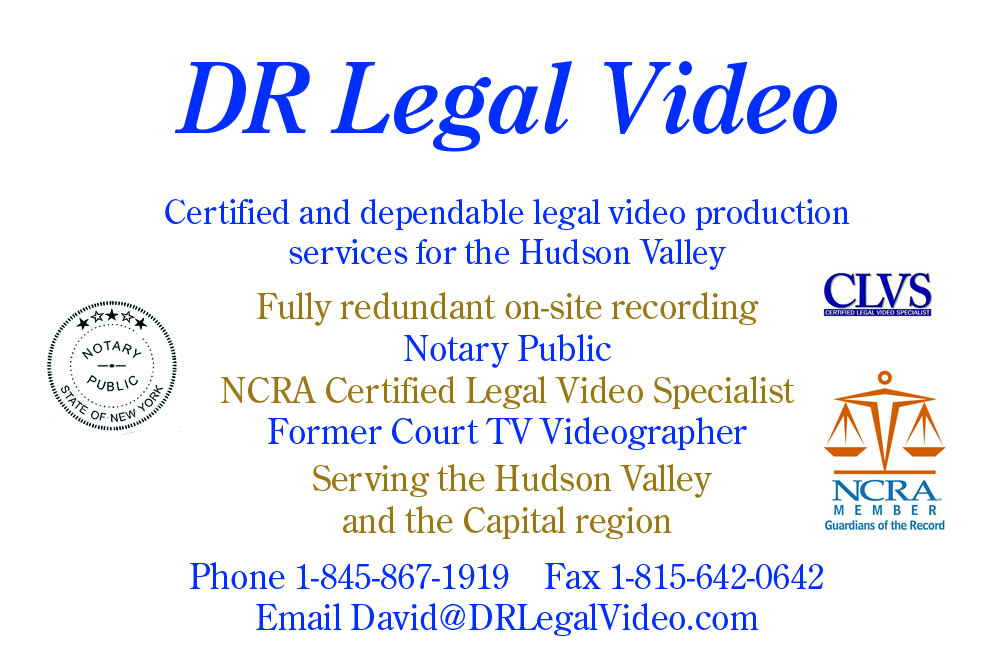 DR Legal Video
Certified and dependable legal video production
services for the Hudson Valley
Fully redundant on-site recording
Notary Public
NCRA Certified Legal Video Specialist
Former Court TV Videographer
Serving the Hudson Valley
and the Capital region
Phone 1-845-867-1919 Fax 1-815-642-0642
Email David@DRLegalVideo.com
NOTARY
PUBLIC
STATE OF NEW YORK
CLVS
CERTIFIED LEGAL VIDEO SPECIALIST
NCRA
MEMBER
Guardians of the Record